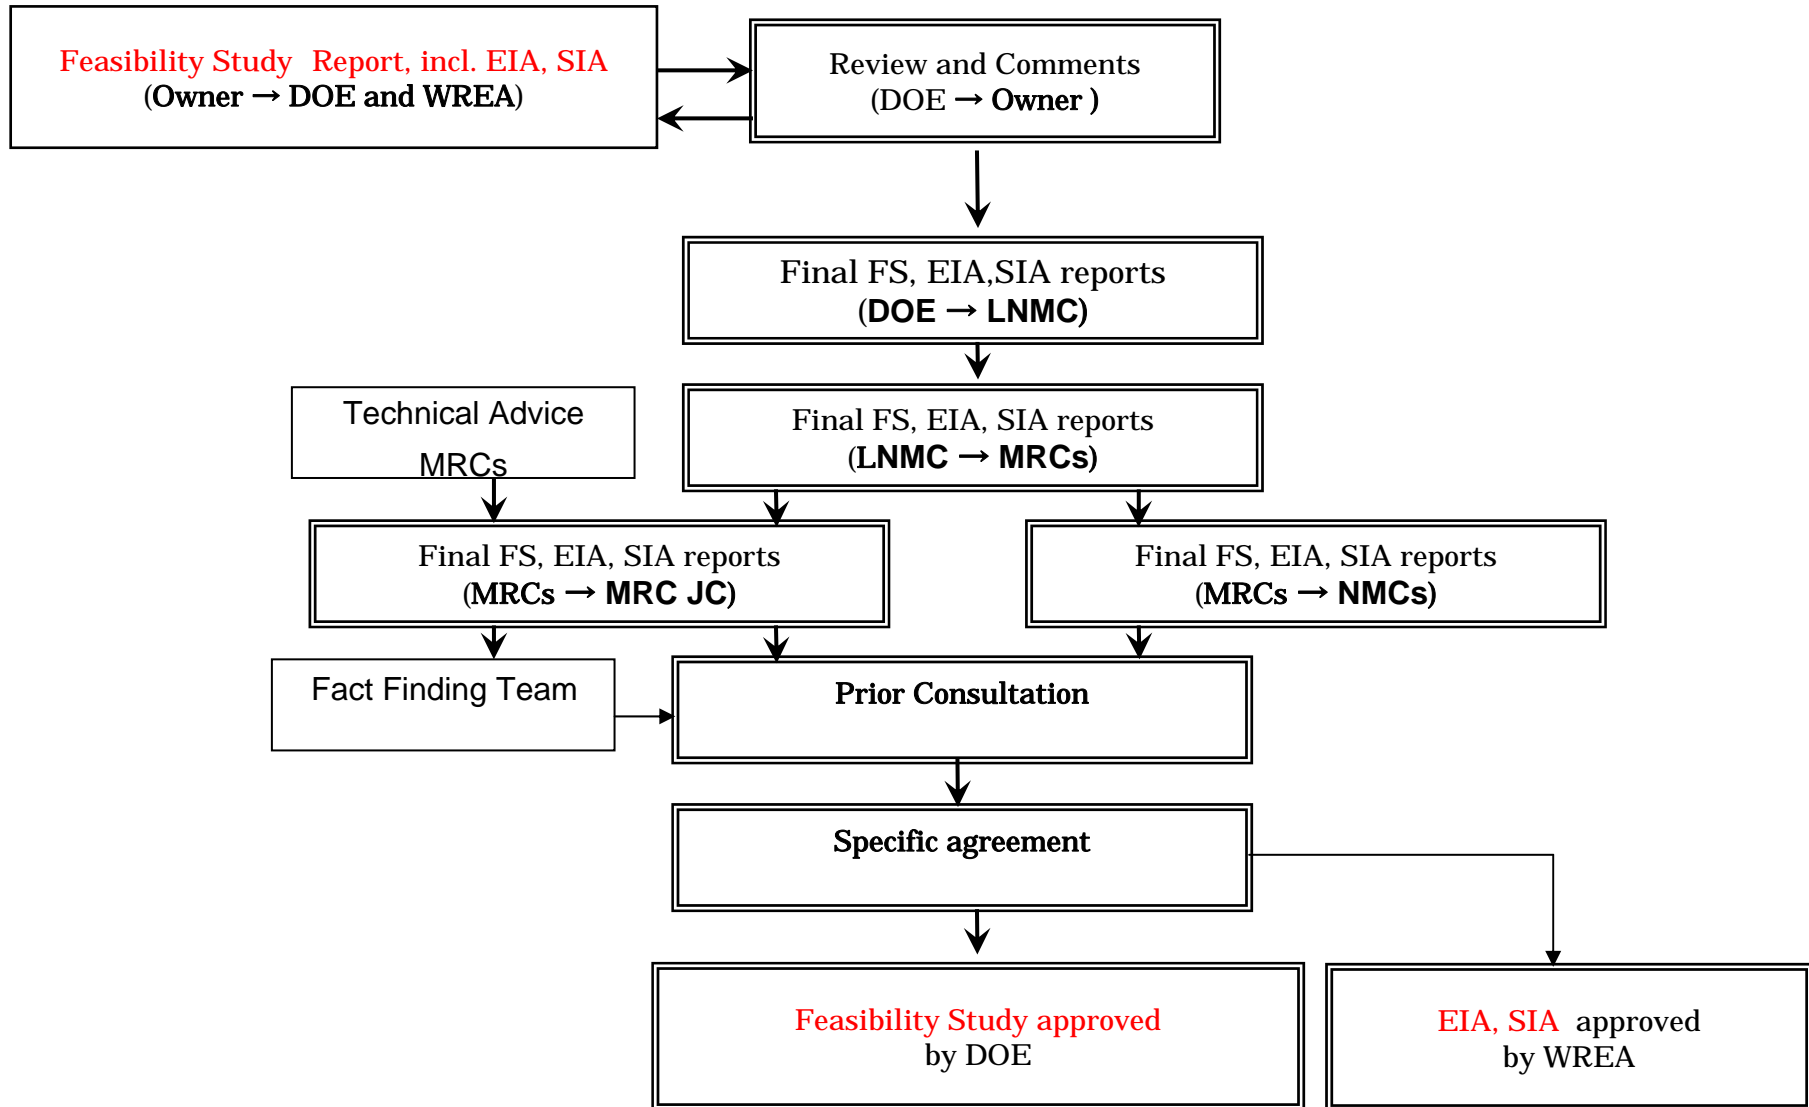 Feasibility Study Report, incl. EIA, SIA
(Owner → DOE and WREA)
Review and Comments
(DOE → Owner )
Final FS, EIA,SIA reports
(DOE → LNMC)
Technical Advice
MRCs
Final FS, EIA, SIA reports
(LNMC → MRCs)
Final FS, EIA, SIA reports
(MRCs → MRC JC)
Final FS, EIA, SIA reports
(MRCs → NMCs)
Fact Finding Team
Prior Consultation
Specific agreement
Feasibility Study approved
by DOE
EIA, SIA approved
by WREA